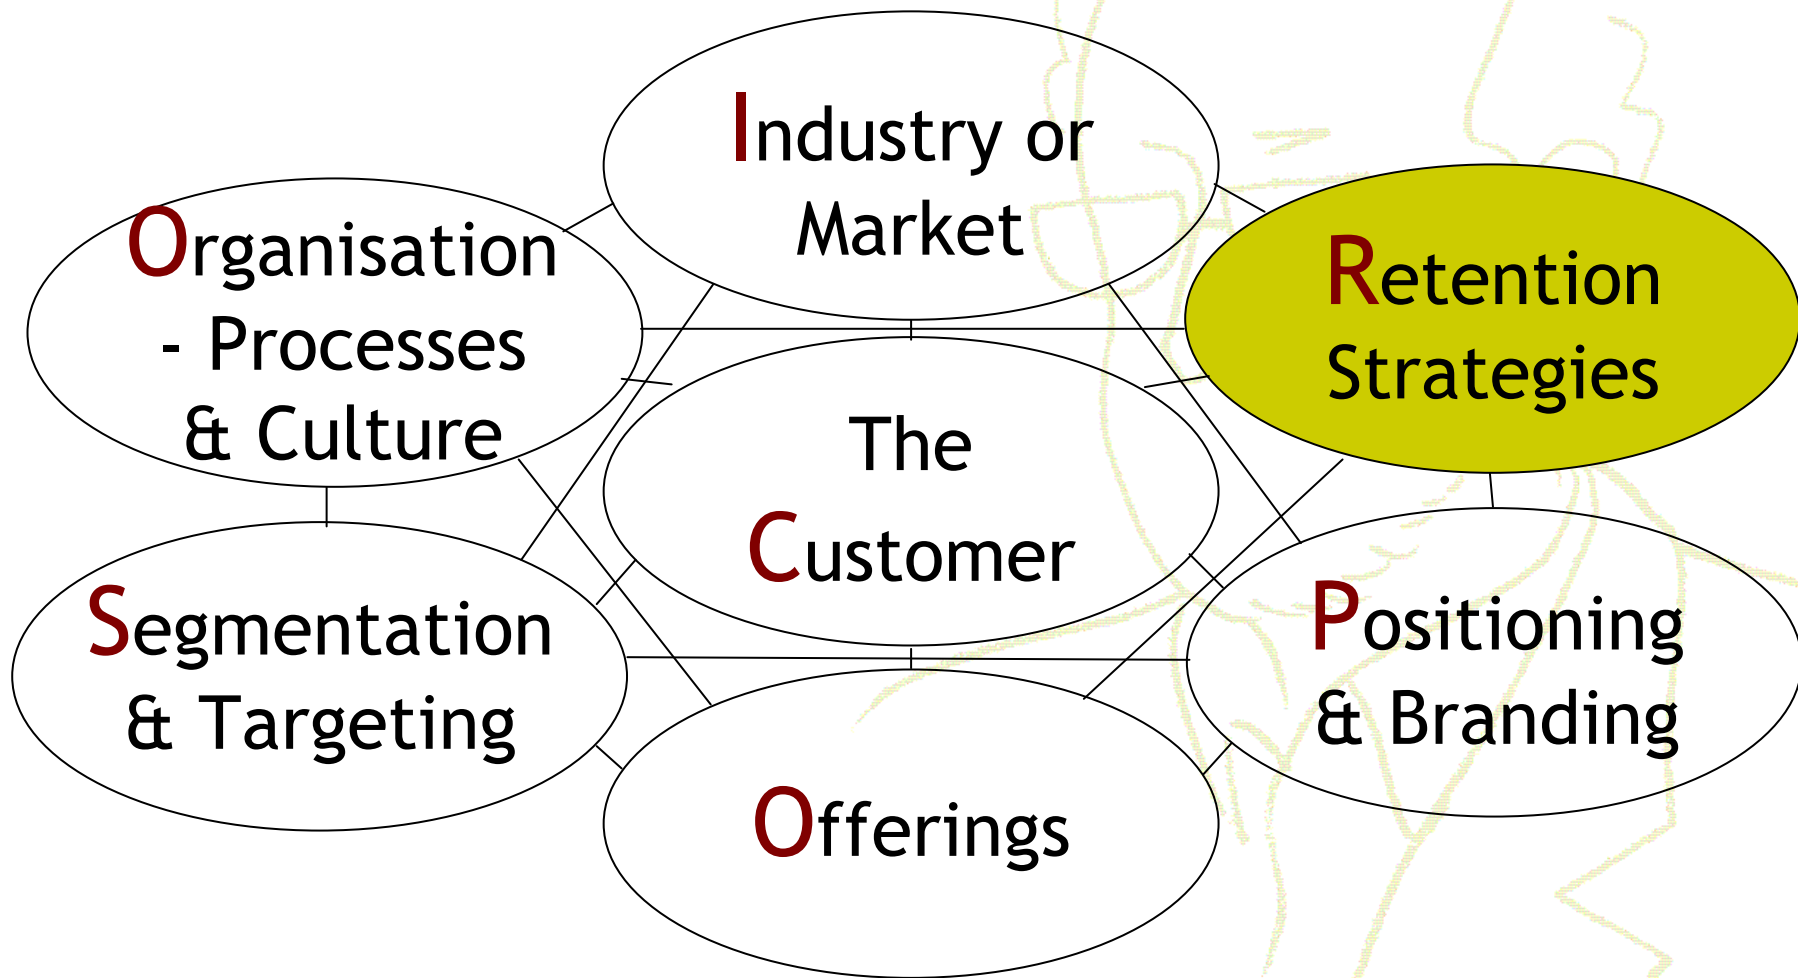 Industry or
Market
Organisation
- Processes
& Culture
Retention
Strategies
The
Customer
Segmentation
& Targeting
Positioning
& Branding
Offerings